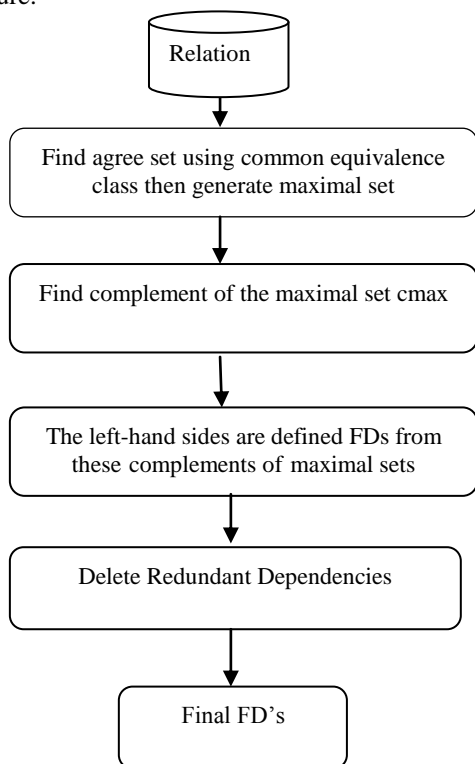 Relation
Find agree set using common equivalence
class then generate maximal set
Find complement of the maximal set cmax
The left-hand sides are defined FDs from
these complements of maximal sets
Delete Redundant Dependencies
Final FD's